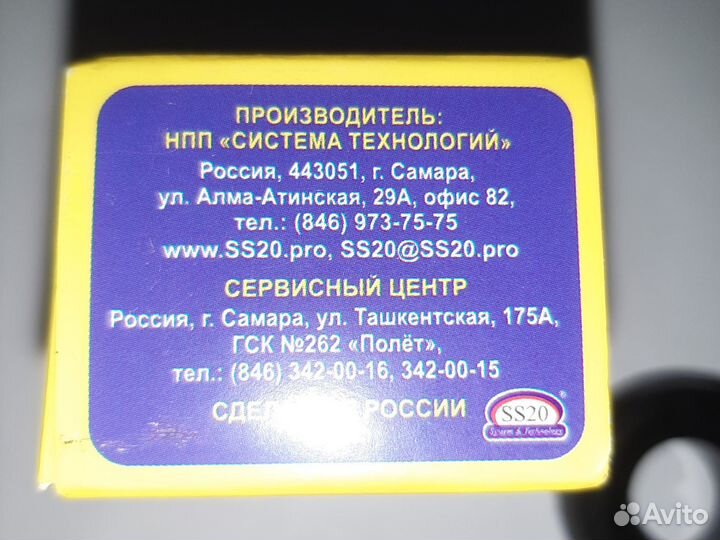 ПРОИЗВОДИТЕЛЬ:
НПП «СИСТЕМА ТЕХНОЛОГИЙ»
Россия, 443051, г. Самара,
ул. Алма-Атинская, 29А, офис 82,
тел.: (846) 973-75-75
www.SS20.pro, SS20@SS20.pro
СЕРВИСНЫЙ ЦЕНТР
Россия, г. Самара, ул. Ташкентская, 175А,
ГСК №262 «Полёт»,
тел.: (846) 342-00-16, 342-00-15
РОССИИ
SS20
®
System & Technology
Avito